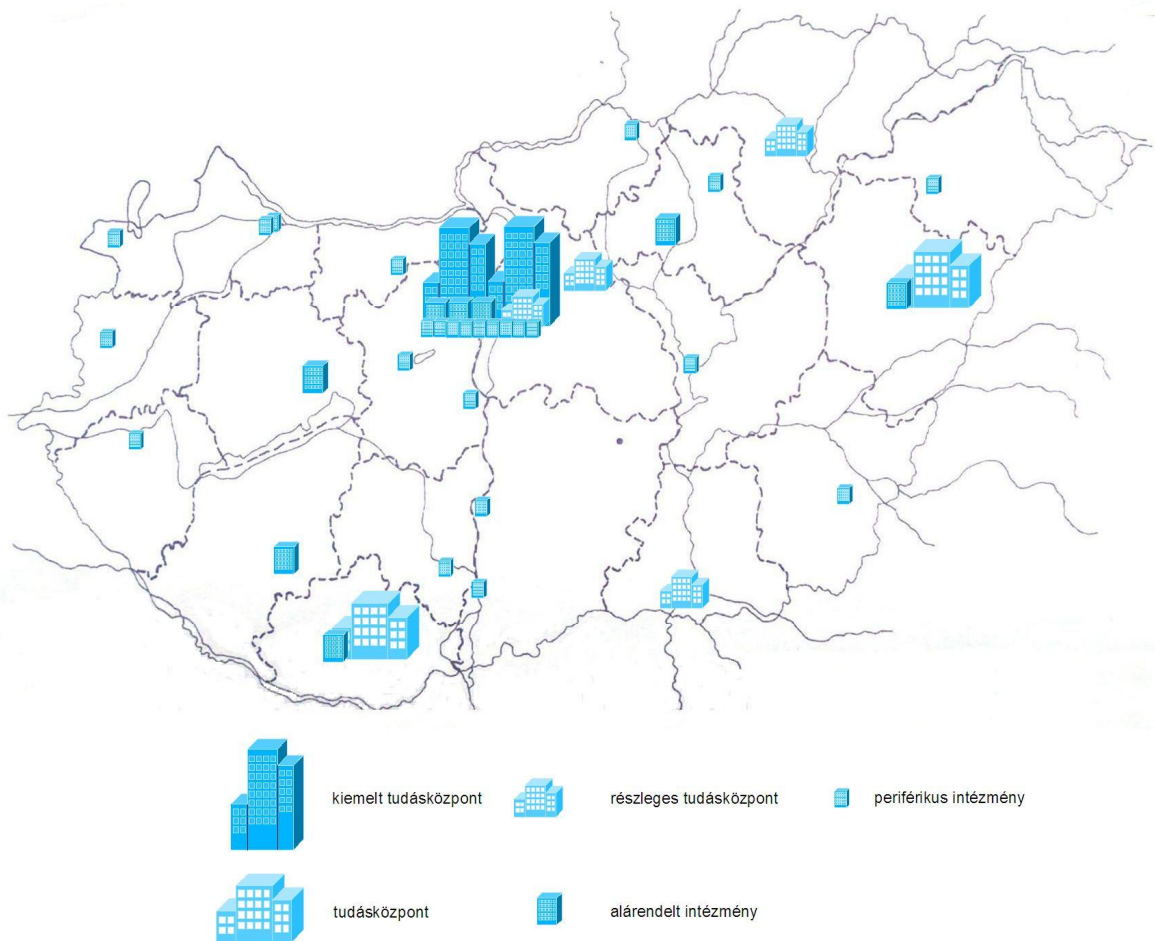 kiemelt tudásközpont
részleges tudásközpont
periférikus intézmény
tudásközpont
alárendelt intézmény